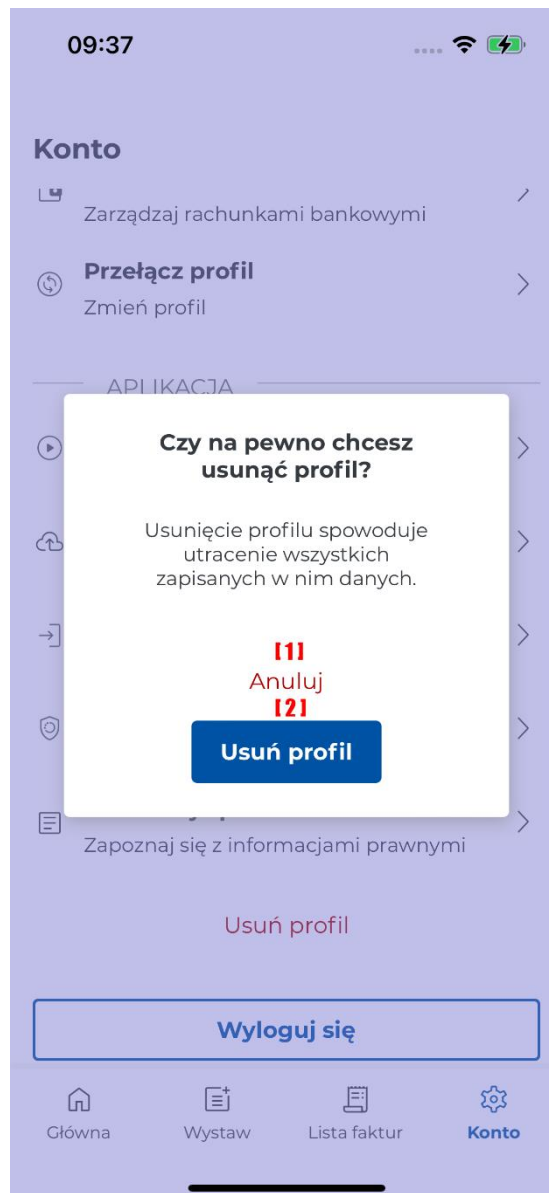 09:37
Konto
Zarządzaj rachunkami bankowymi
Przełącz profil
Zmień profil
APLIKACJA
Czy na pewno chcesz
usunąć profil?
Usunięcie profilu spowoduje
utracenie wszystkich
zapisanych w nim danych.
[1]
Anuluj
[2]
Usuń profil
Zapoznaj się z informacjami prawnymi
Usuń profil
Wyloguj się
Główna
Wystaw
Lista faktur
Konto